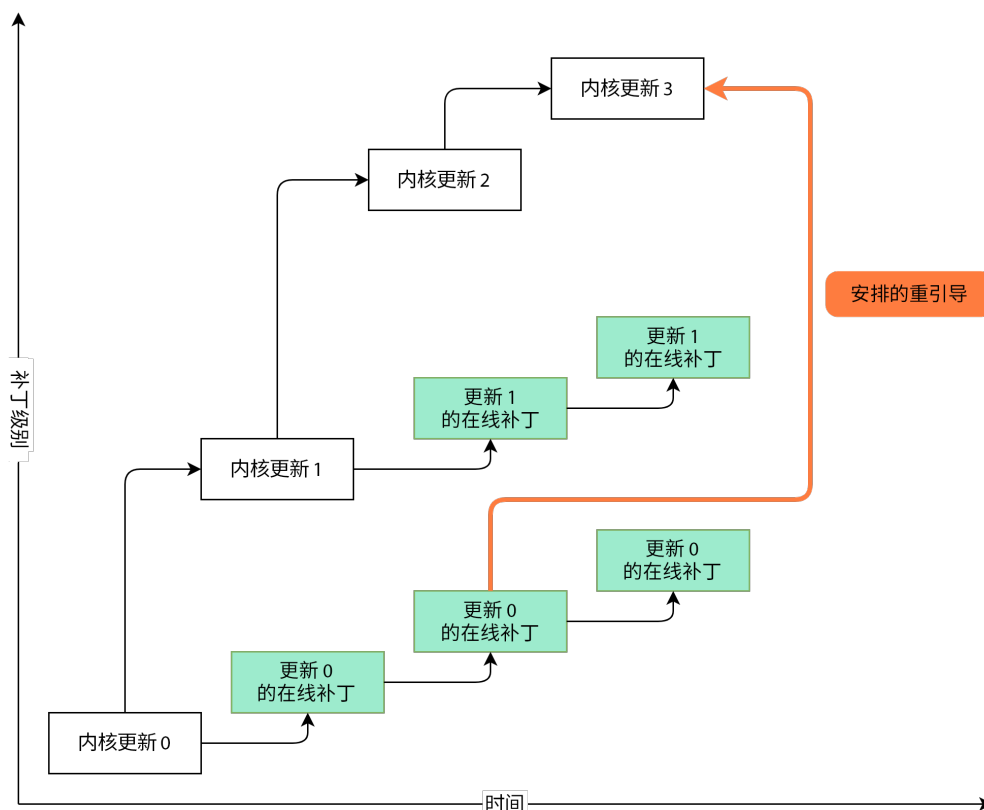 内核更新 3
内核更新 2
安排的重引导
更新 1
的在线补丁
更新 1
的在线补丁
补丁级别
内核更新 1
更新 0
的在线补丁
更新 0
的在线补丁
更新 0
的在线补丁
内核更新 0
时间